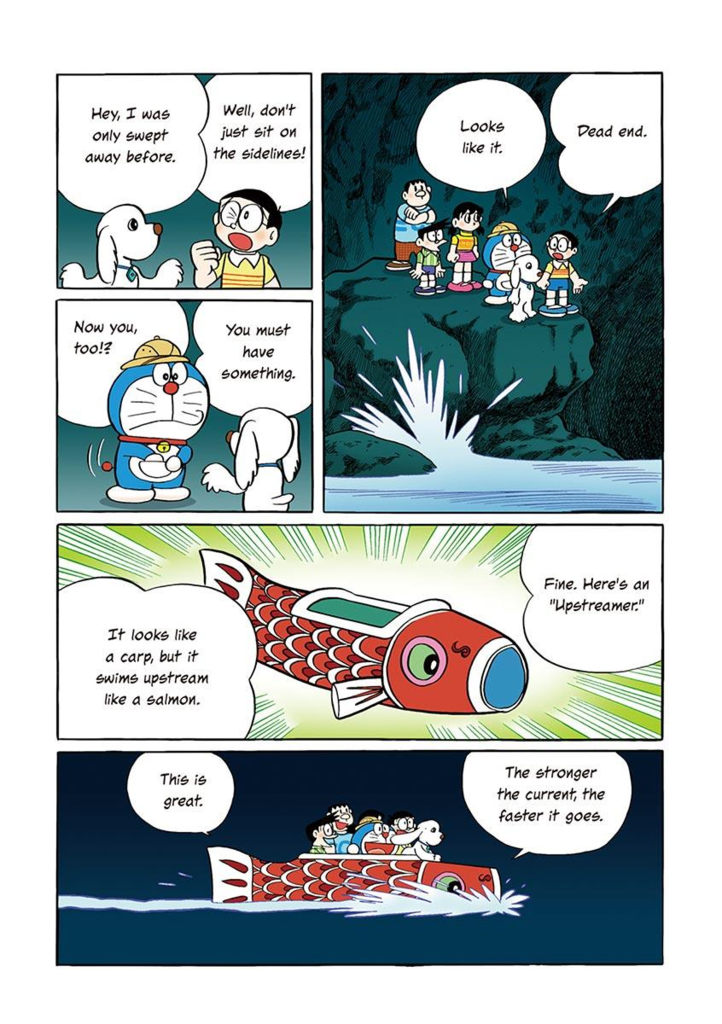 Dead end.
Looks
like it.
Well, don't
just sit on
the sidelines!
Hey, I was
only swept
away before.
You must
have
something.
Now you,
too!?
Fine. Here's an
"Upstreamer."
It looks like
a carp, but it
swims upstream
like a salmon.
The stronger
the current, the
faster it goes.
This is
great.